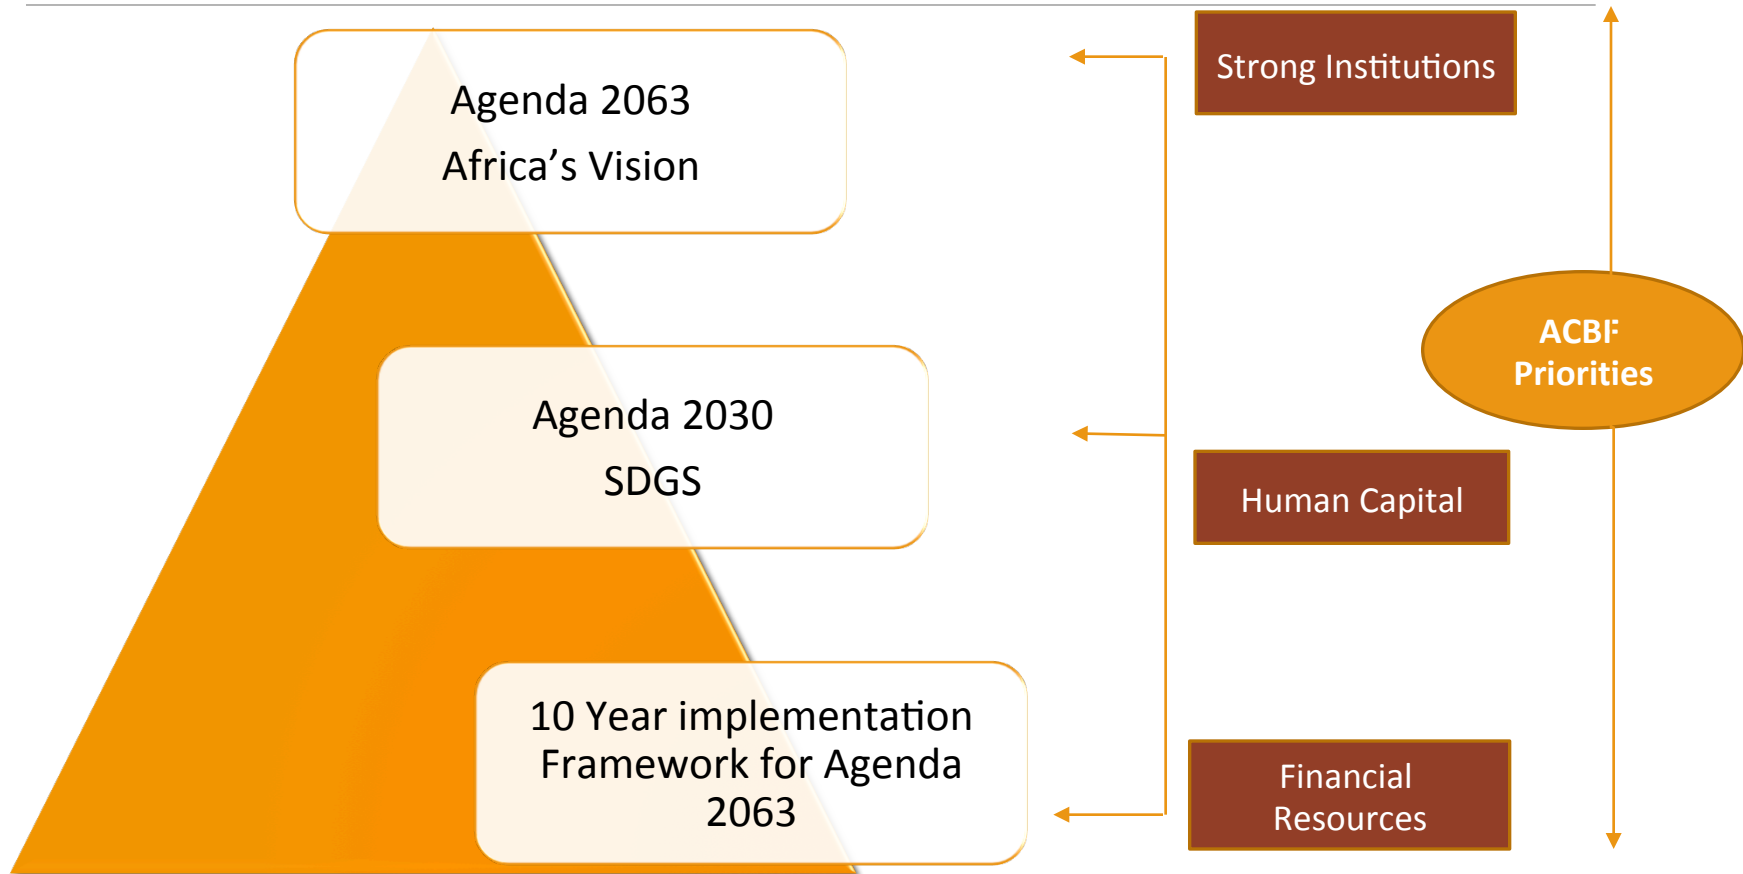 Agenda 2063
Africa’s Vision
Agenda 2030
SDGS
10 Year implementation
Framework for Agenda
2063
Strong Institutions
Human Capital
Financial
Resources
ACBF
Priorities